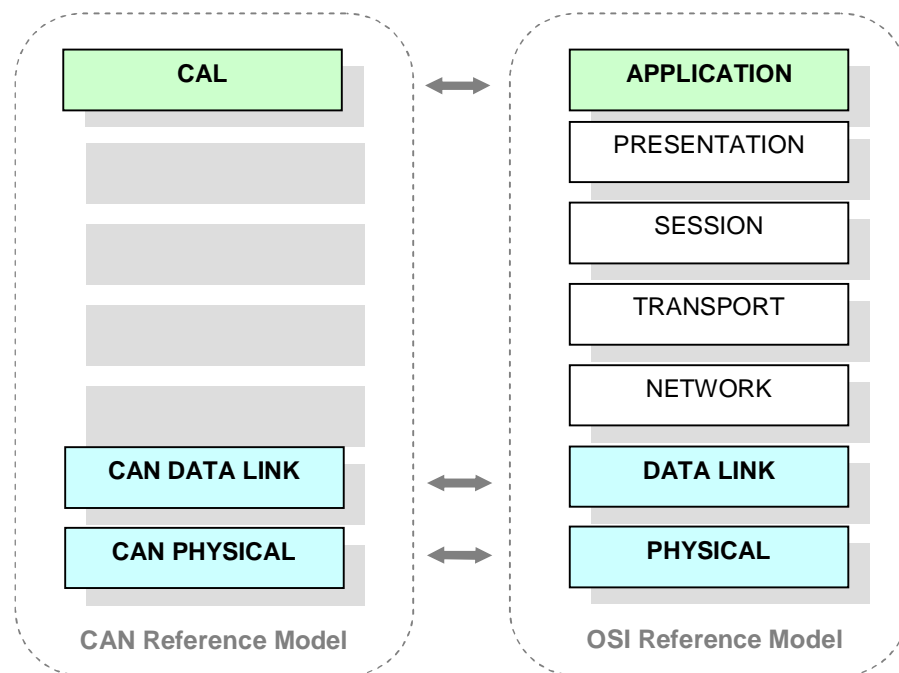 CAL
CAN DATA LINK
CAN PHYSICAL
CAN Reference Model
APPLICATION
PRESENTATION
SESSION
TRANSPORT
NETWORK
DATA LINK
PHYSICAL
OSI Reference Model